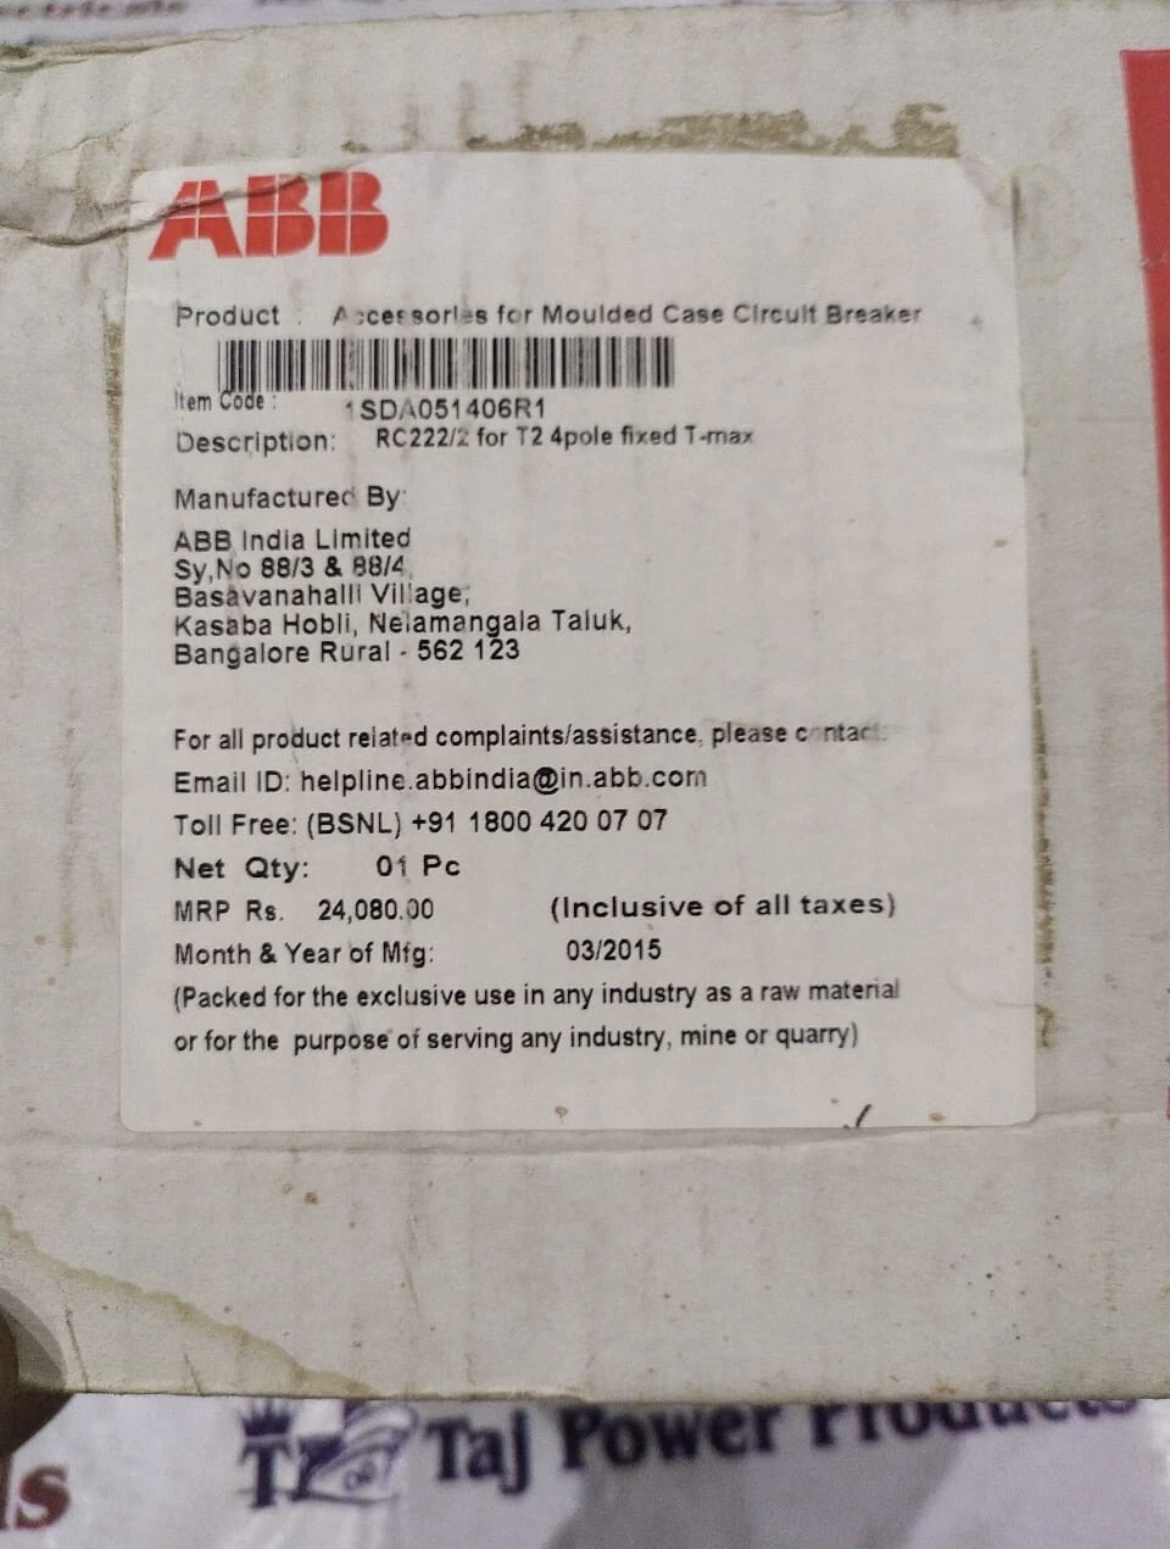 ABB
Product : Accessories for Moulded Case Circuit Breaker
Item Code : 1SDA051406R1
Description: RC222/2 for T2 4pole fixed T-max
Manufactured By:
ABB India Limited
Sy,No 88/3 & 88/4,
Basavanahalli Village,
Kasaba Hobli, Nelamangala Taluk,
Bangalore Rural - 562 123
For all product related complaints/assistance, please contact:
Email ID: helpline.abbindia@in.abb.com
Toll Free: (BSNL) +91 1800 420 07 07
Net Qty: 01 Pc
MRP Rs. 24,080.00 (Inclusive of all taxes)
Month & Year of Mfg: 03/2015
(Packed for the exclusive use in any industry as a raw material
or for the purpose of serving any industry, mine or quarry)
Taj Power Products